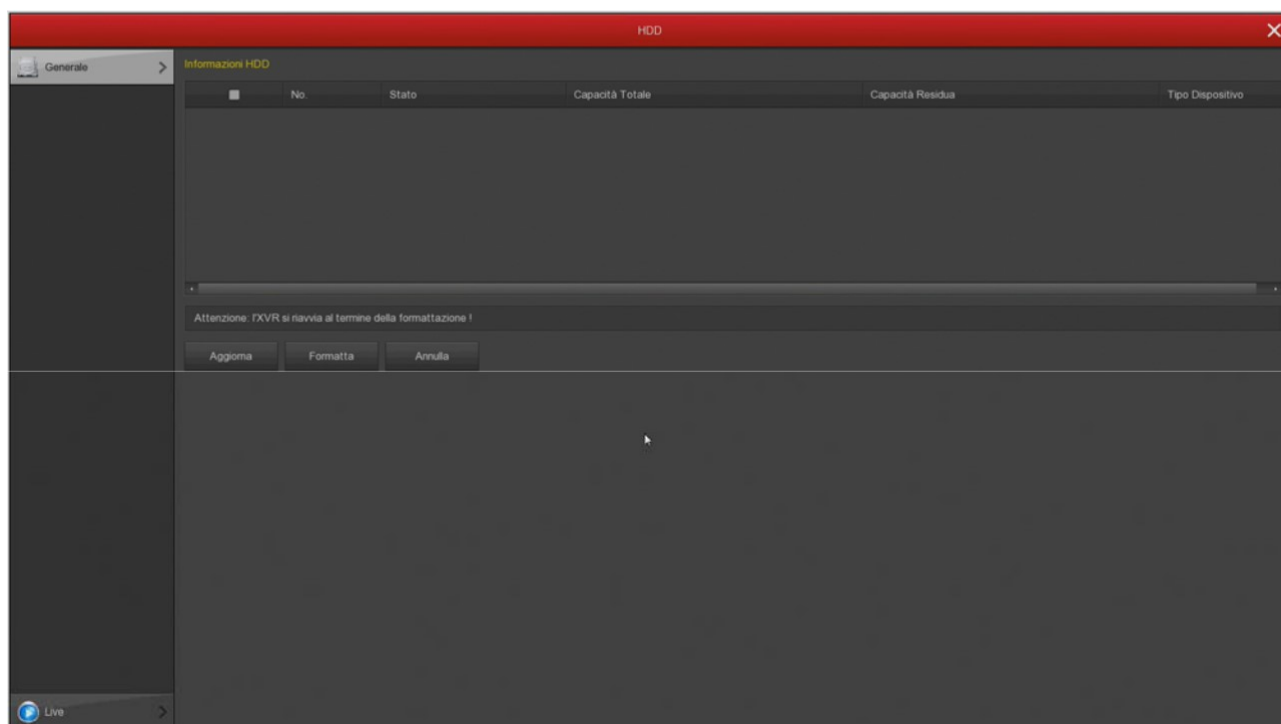 HDD
Generale
Informazioni HDD
No. Stato Capacità Totale Capacità Residua Tipo Dispositivo
Attenzione: l'XVR si riavvia al termine della formattazione !
Aggiorna Formatta Annulla
Live